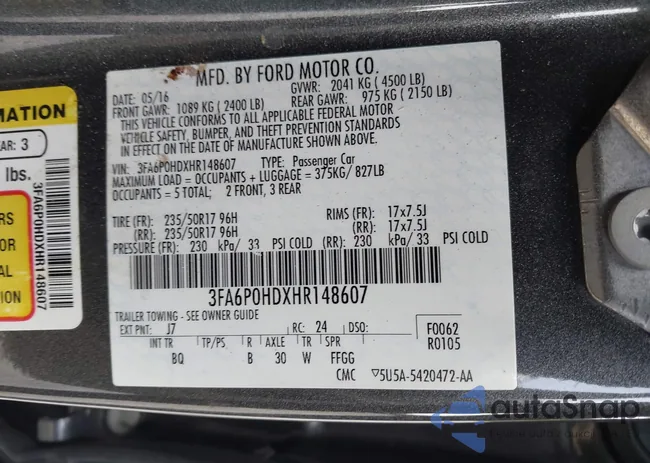 MFD. BY FORD MOTOR CO.
DATE: 05/16 GVWR: 2041 KG ( 4500 LB)
FRONT GAWR: 1089 KG ( 2400 LB) REAR GAWR: 975 KG ( 2150 LB)
THIS VEHICLE CONFORMS TO ALL APPLICABLE FEDERAL MOTOR
VEHICLE SAFETY, BUMPER, AND THEFT PREVENTION STANDARDS
IN EFFECT ON THE DATE OF MANUFACTURE SHOWN ABOVE.
VIN: 3FA6P0HDXHR148607 TYPE: Passenger Car
MAXIMUM LOAD = OCCUPANTS + LUGGAGE = 375KG/ 827LB
OCCUPANTS = 5 TOTAL; 2 FRONT, 3 REAR
TIRE (FR): 235/50R17 96H RIMS (FR): 17x7.5J
(RR): 235/50R17 96H (RR): 17x7.5J
PRESSURE (FR): 230 kPa/ 33 PSI COLD (RR): 230 kPa/ 33 PSI COLD
3FA6P0HDXHR148607
TRAILER TOWING - SEE OWNER GUIDE
EXT PNT: J7 RC: 24 DSO: F0062
R0105
INT TR TP/PS R AXLE TR SPR
BQ B 30 W FFGG
CMC ▽5U5A-5420472-AA
MATION
AR: 3
lbs.
RS
OR
AL
ATION
3FA6P0HDXHR148607
autoSnap